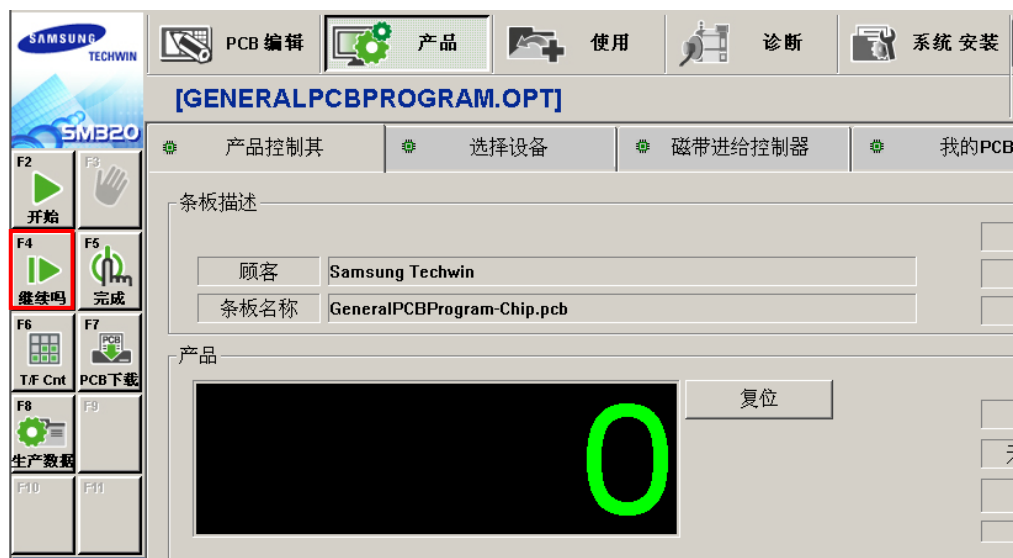 SAMSUNG
TECHWIN
SM320
PCB 编辑
产品
使用
诊断
系统 安装
[GENERALPCBPROGRAM.OPT]
产品控制其
选择设备
磁带进给控制器
我的PCB
F2
开始
F3
F4
继续吗
F5
完成
F6
T/F Cnt
F7
PCB
PCB下载
F8
生产数据
F9
F10
F11
条板描述
顾客
Samsung Techwin
条板名称
GeneralPCBProgram-Chip.pcb
产品
0
复位